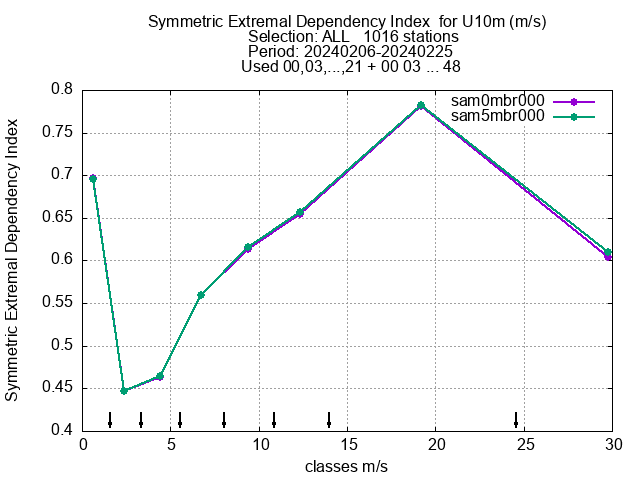 Symmetric Extremal Dependency Index  for U10m (m/s)
Selection: ALL   1016 stations
Period: 20240206-20240225
Used 00,03,...,21 + 00 03 ... 48
sam0mbr000
sam5mbr000
0.8
0.75
0.7
0.65
0.6
0.55
0.5
0.45
0.4
Symmetric Extremal Dependency Index
0 5 10 15 20 25 30
classes m/s